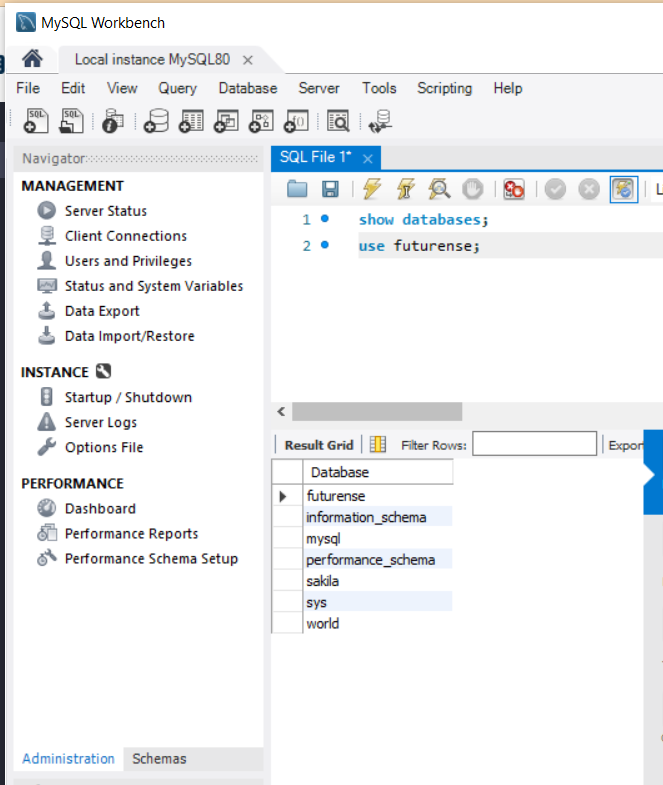 MySQL Workbench
Local instance MySQL80
File Edit View Query Database Server Tools Scripting Help
SQL SQL
Navigator
SQL File 1*
MANAGEMENT
Server Status
Client Connections
Users and Privileges
Status and System Variables
Data Export
Data Import/Restore
INSTANCE
Startup / Shutdown
Server Logs
Options File
PERFORMANCE
Dashboard
Performance Reports
Performance Schema Setup
Administration Schemas
1 show databases;
2 use futurense;
Result Grid Filter Rows: Expor
Database
futurense
information_schema
mysql
performance_schema
sakila
sys
world